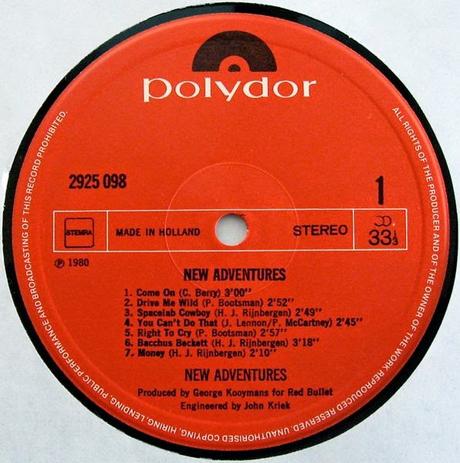 polydor
2925 098
1
STEMRA
MADE IN HOLLAND
STEREO
33⅓
℗ 1980
NEW ADVENTURES
1. Come On (C. Berry) 3'00"
2. Drive Me Wild (P. Bootsman) 2'52"
3. Spacelab Cowboy (H. J. Rijnbergen) 2'49"
4. You Can't Do That (J. Lennon/P. McCartney) 2'45"
5. Right To Cry (P. Bootsman) 2'57"
6. Bacchus Beckett (H. J. Rijnbergen) 3'18"
7. Money (H. J. Rijnbergen) 2'10"
NEW ADVENTURES
Produced by George Kooymans for Red Bullet
Engineered by John Kriek
ALL RIGHTS OF THE PRODUCER AND OF THE OWNER OF THE WORK REPRODUCED RESERVED. UNAUTHORISED COPYING, HIRING, LENDING, PUBLIC PERFORMANCE AND BROADCASTING OF THIS RECORD PROHIBITED.